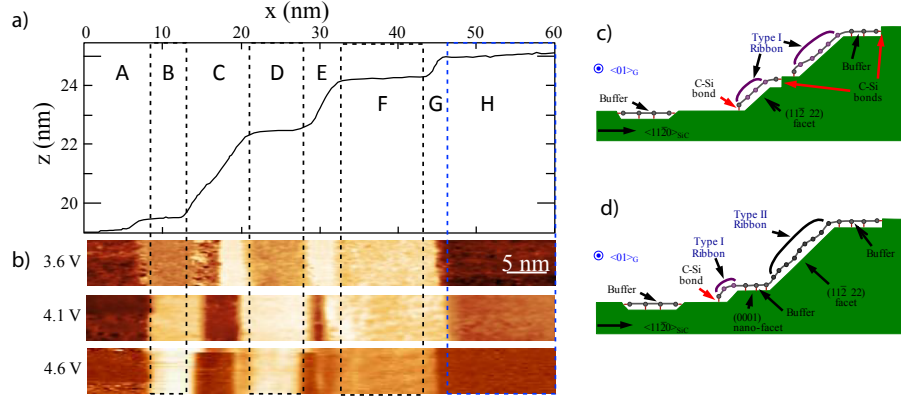 a)
x (nm)
0 10 20 30 40 50 60
z (nm)
24
22
20
A B C D E F G H
b)
3.6 V
5 nm
4.1 V
4.6 V
c)
Type I
Ribbon
<01>G
Buffer
C-Si
bond
Buffer
C-Si
bonds
(112̅ 22)
facet
<112̅0>SiC
d)
Type II
Ribbon
<01>G
Type I
Ribbon
C-Si
bond
Buffer
Buffer
(112̅ 22)
facet
Buffer
(0001)
nano-facet
<112̅0>SiC